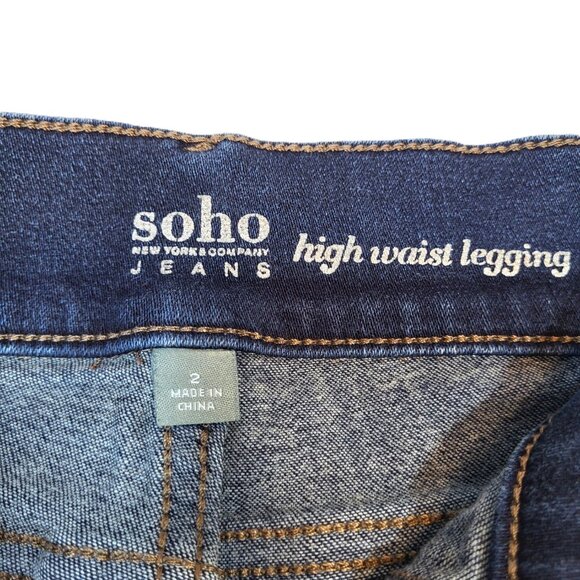 soho
NEW YORK & COMPANY
JEANS
high waist legging
2
MADE IN
CHINA